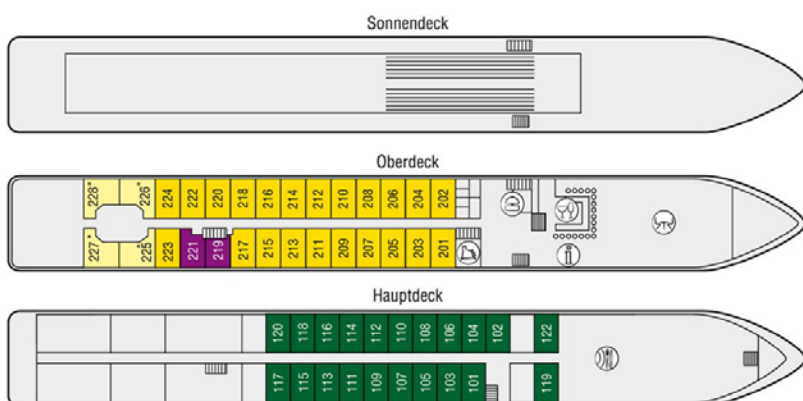 Sonnendeck
Oberdeck
228* 226* 224 222 220 218 216 214 212 210 208 206 204 202
227* 225* 223 221 219 217 215 213 211 209 207 205 203 201
i
Hauptdeck
120 118 116 114 112 110 108 106 104 102 122
117 115 113 111 109 107 105 103 101 119